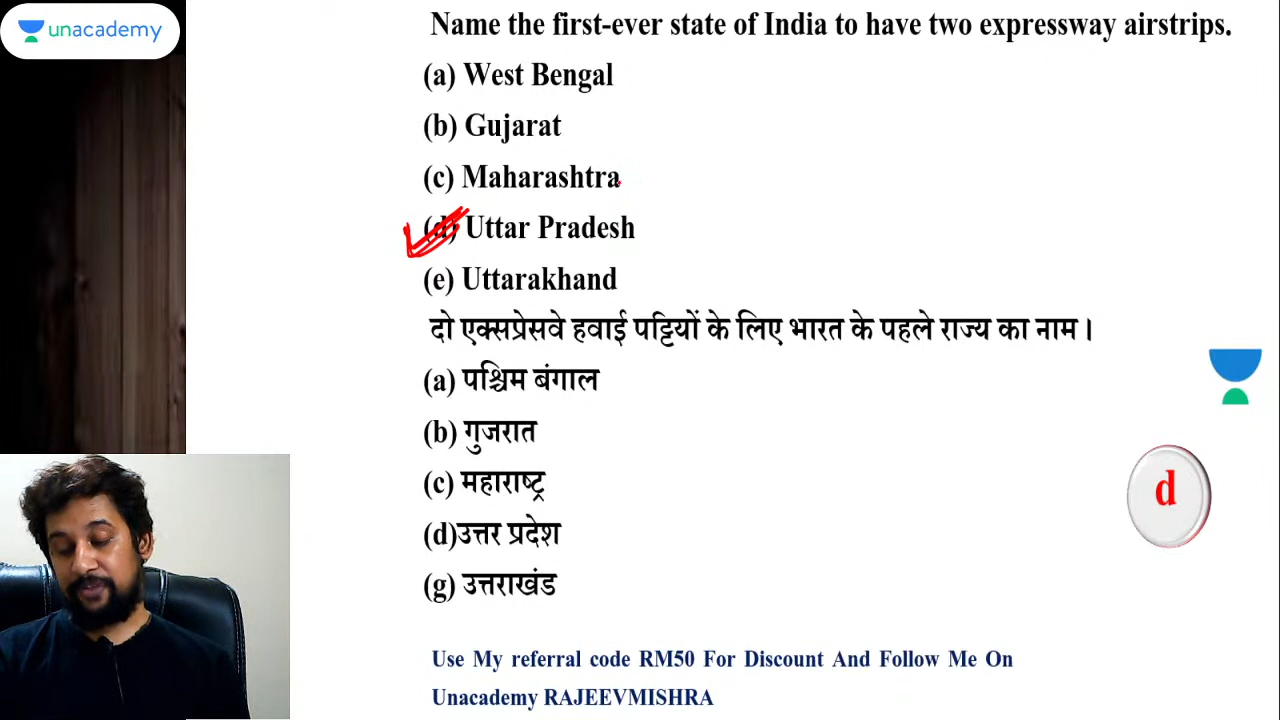 unacademy
Name the first-ever state of India to have two expressway airstrips.
(a) West Bengal
(b) Gujarat
(c) Maharashtra
(d) Uttar Pradesh
(e) Uttarakhand
दो एक्सप्रेसवे हवाई पट्टियों के लिए भारत के पहले राज्य का नाम।
(a) पश्चिम बंगाल
(b) गुजरात
(c) महाराष्ट्र
(d)उत्तर प्रदेश
(g) उत्तराखंड
d
Use My referral code RM50 For Discount And Follow Me On
Unacademy RAJEEVMISHRA